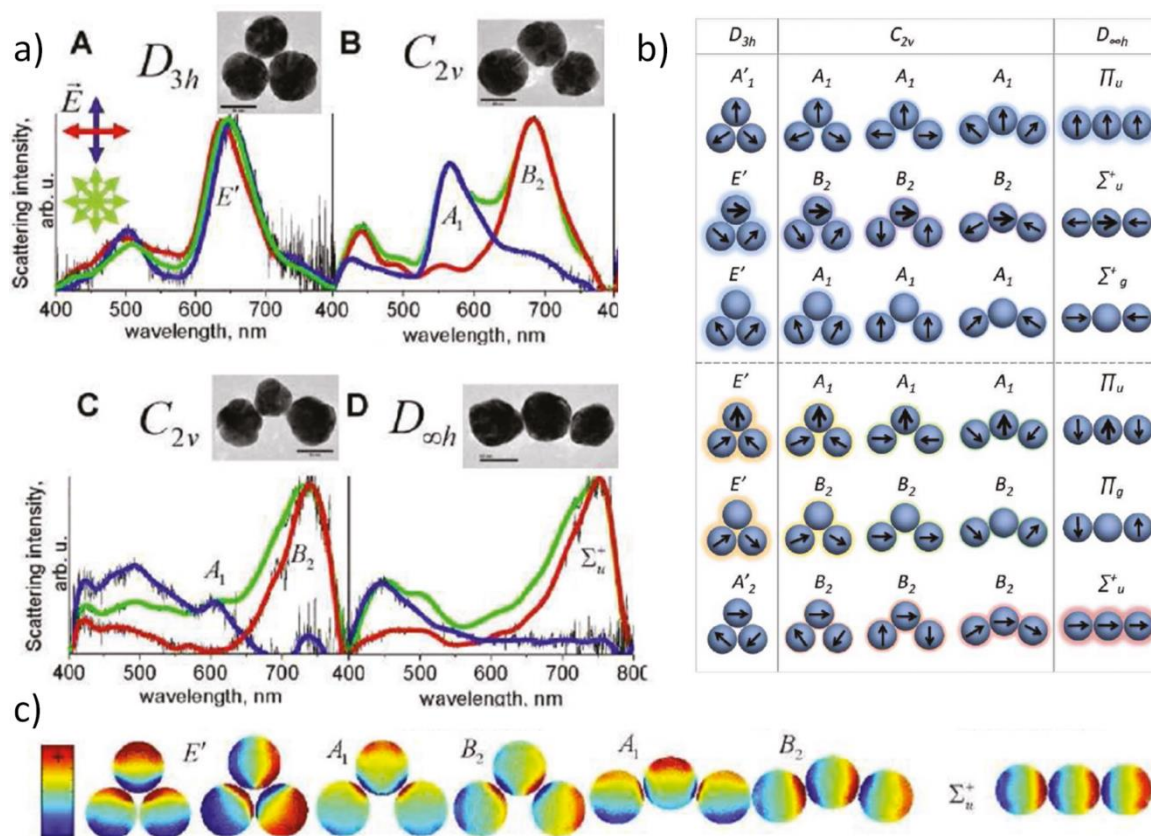 a)
A
D3h
E
E'
B
C2v
A1
B2
Scattering intensity,
arb. u.
400 500 600 700 400 500 600 700
wavelength, nm
wavelength, nm
C
C2v
A1
B2
D
D∞h
Σu+
Scattering intensity,
arb. u.
400 500 600 700 400 500 600 700 800
wavelength, nm
wavelength, nm
b)
D3h C2v D∞h
A'1 A1 A1 A1 Πu
E' B2 B2 B2 Σ+u
E' A1 A1 A1 Σ+g
E' A1 A1 A1 Πu
E' B2 B2 B2 Πg
A'2 B2 B2 B2 Σ+u
c)
+
E' A1 B2 A1 B2 Σu+